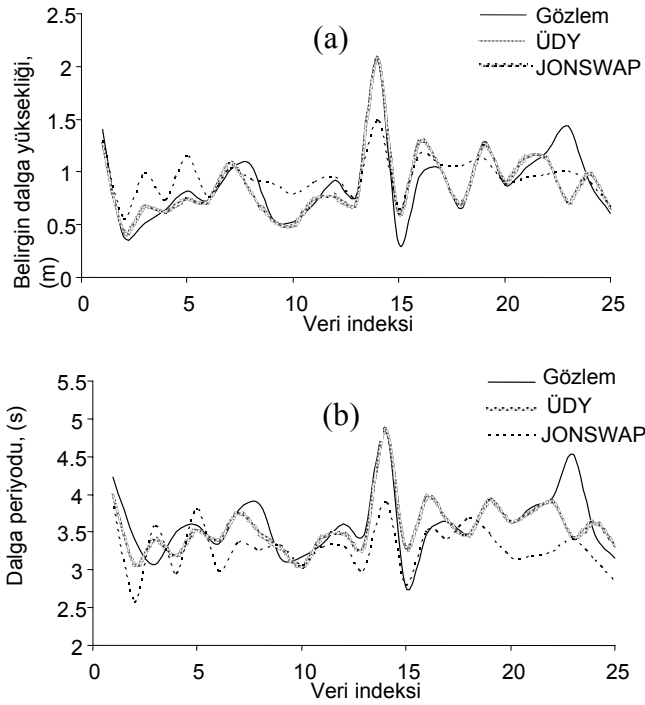 (a)
Gözlem
ÜDY
JONSWAP
Belirgin dalga yüksekliği,
(m)
2.5
2
1.5
1
0.5
0
0
5
10
15
20
25
Veri indeksi
(b)
Gözlem
ÜDY
JONSWAP
Dalga periyodu, (s)
5.5
5
4.5
4
3.5
3
2.5
2
0
5
10
15
20
25
Veri indeksi